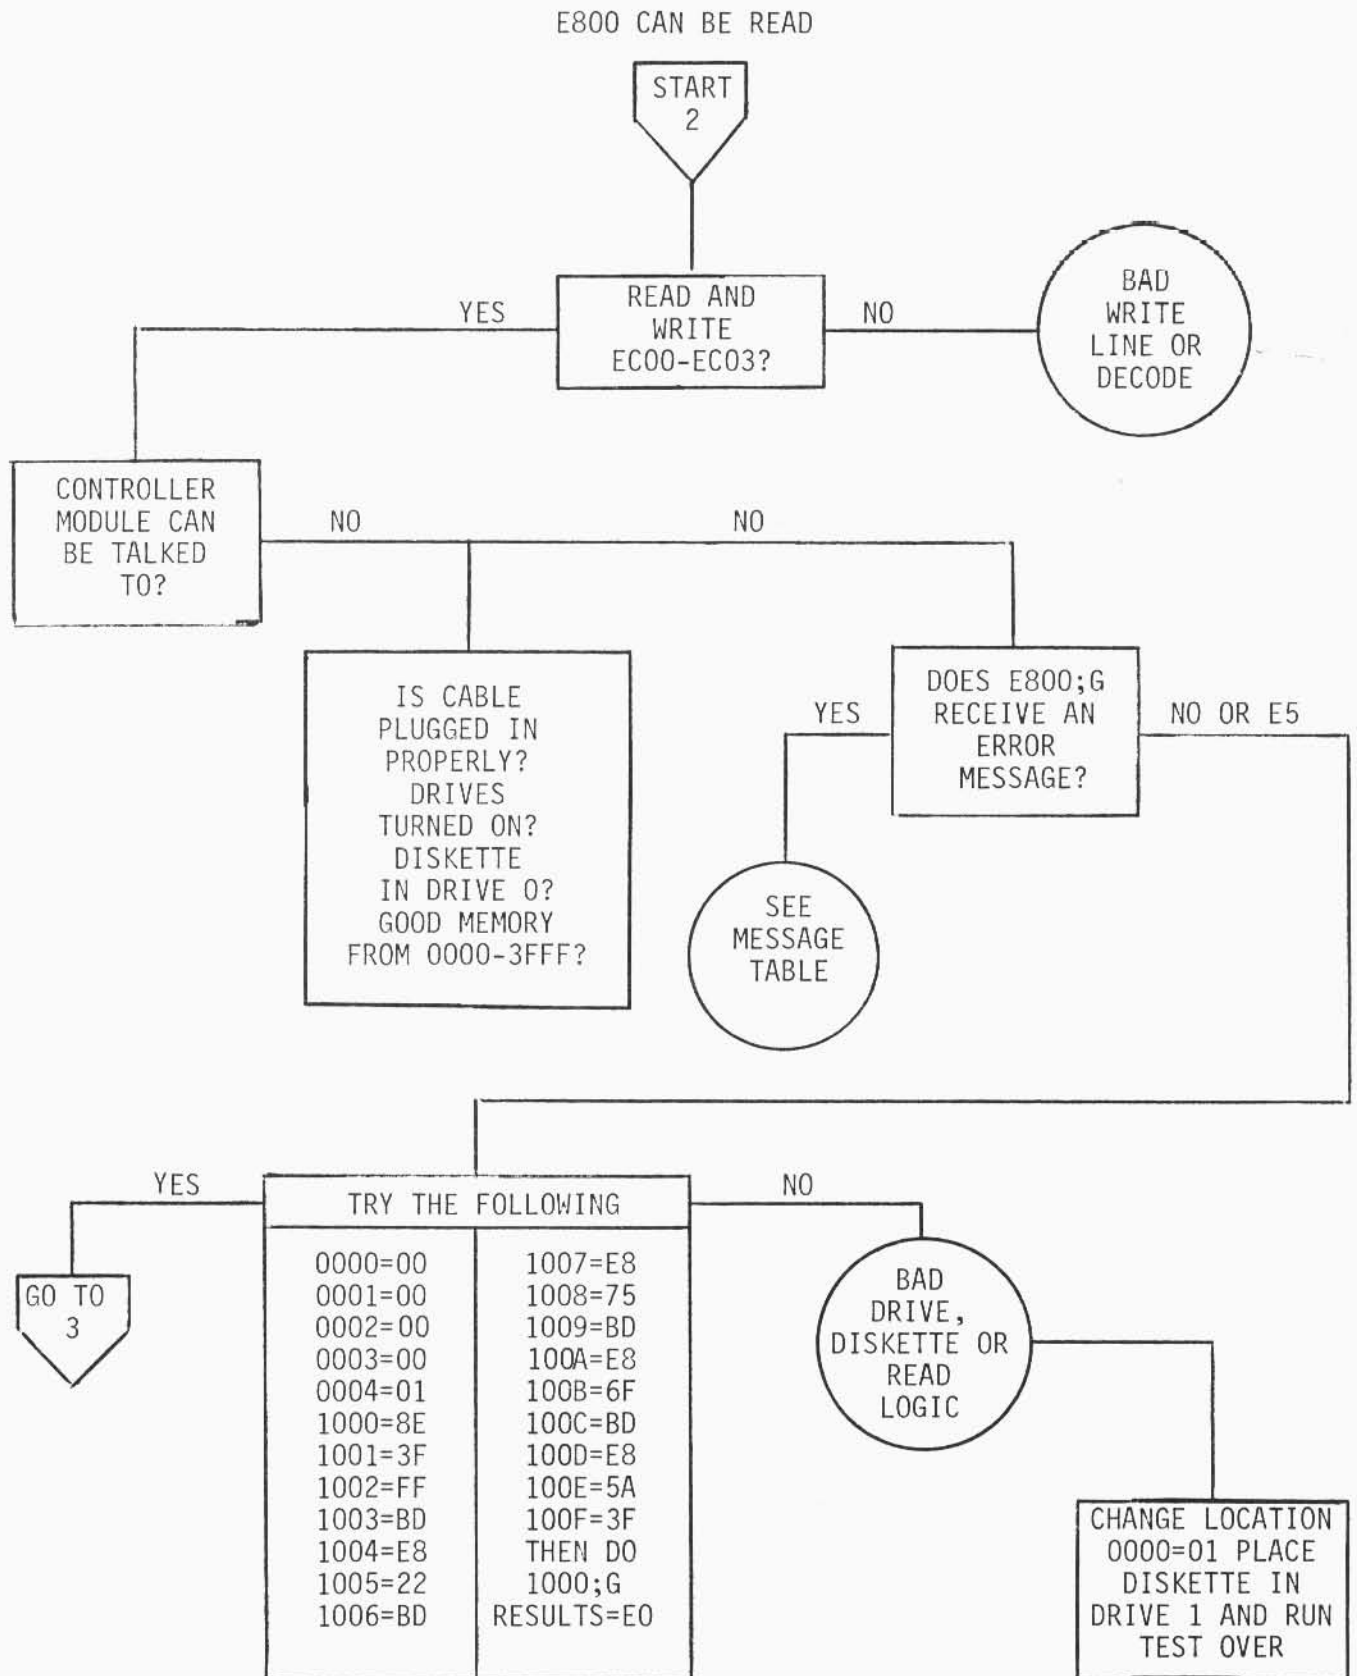 E800 CAN BE READ
START
2
YES
READ AND
WRITE
EC00-EC03?
NO
BAD
WRITE
LINE OR
DECODE
CONTROLLER
MODULE CAN
BE TALKED
TO?
NO
NO
IS CABLE
PLUGGED IN
PROPERLY?
DRIVES
TURNED ON?
DISKETTE
IN DRIVE 0?
GOOD MEMORY
FROM 0000-3FFF?
YES
DOES E800;G
RECEIVE AN
ERROR
MESSAGE?
NO OR E5
SEE
MESSAGE
TABLE
YES
GO TO
3
TRY THE FOLLOWING
0000=00
0001=00
0002=00
0003=00
0004=01
1000=8E
1001=3F
1002=FF
1003=BD
1004=E8
1005=22
1006=BD
1007=E8
1008=75
1009=BD
100A=E8
100B=6F
100C=BD
100D=E8
100E=5A
100F=3F
THEN DO
1000;G
RESULTS=E0
NO
BAD
DRIVE,
DISKETTE OR
READ
LOGIC
CHANGE LOCATION
0000=01 PLACE
DISKETTE IN
DRIVE 1 AND RUN
TEST OVER